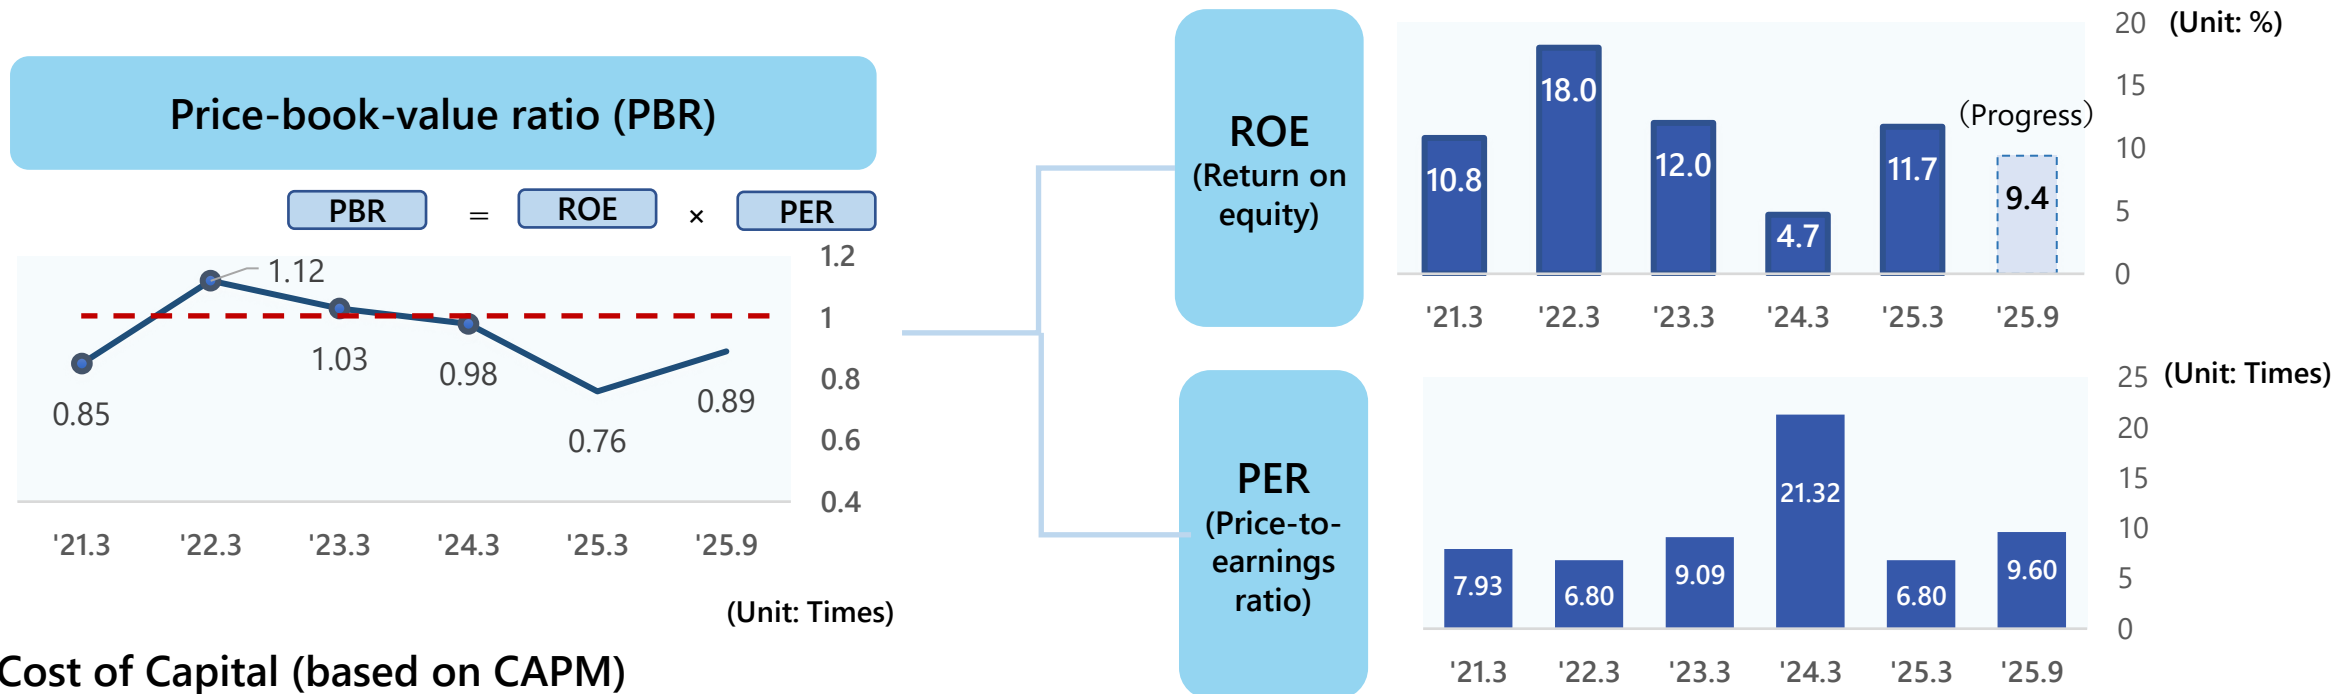 Price-book-value ratio (PBR)
PBR = ROE × PER
1.2
1
0.8
0.6
0.4
0.85
1.12
1.03
0.98
0.76
0.89
'21.3 '22.3 '23.3 '24.3 '25.3 '25.9
(Unit: Times)
Cost of Capital (based on CAPM)
ROE
(Return on
equity)
(Unit: %)
20
15
10
5
0
10.8
18.0
12.0
4.7
11.7
(Progress)
9.4
'21.3 '22.3 '23.3 '24.3 '25.3 '25.9
PER
(Price-to-
earnings
ratio)
(Unit: Times)
25
20
15
10
5
0
7.93
6.80
9.09
21.32
6.80
9.60
'21.3 '22.3 '23.3 '24.3 '25.3 '25.9